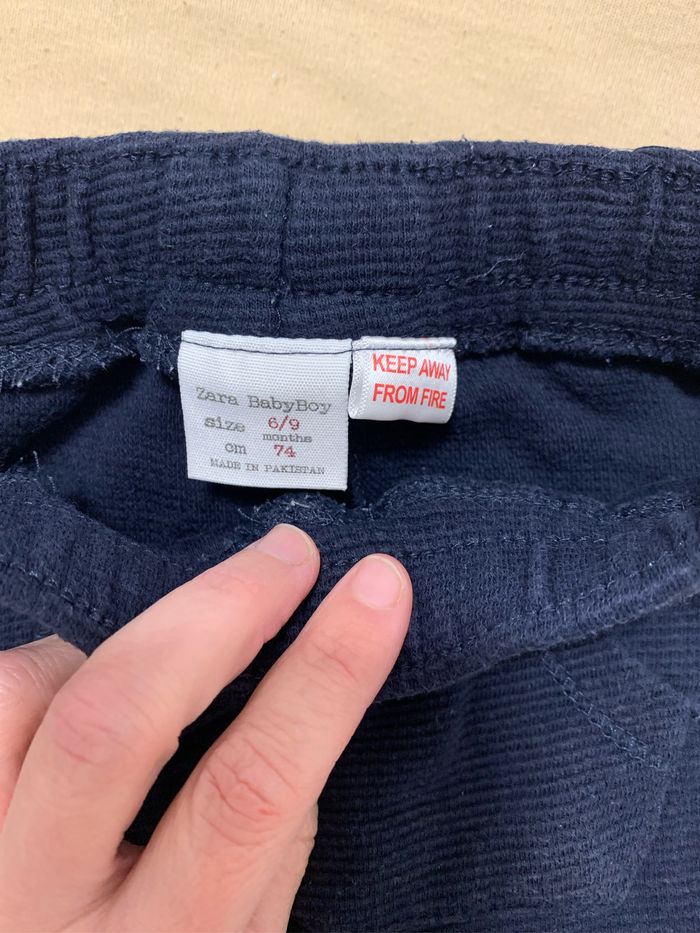 Zara BabyBoy
size 6/9
months
cm 74
MADE IN PAKISTAN
KEEP AWAY
FROM FIRE